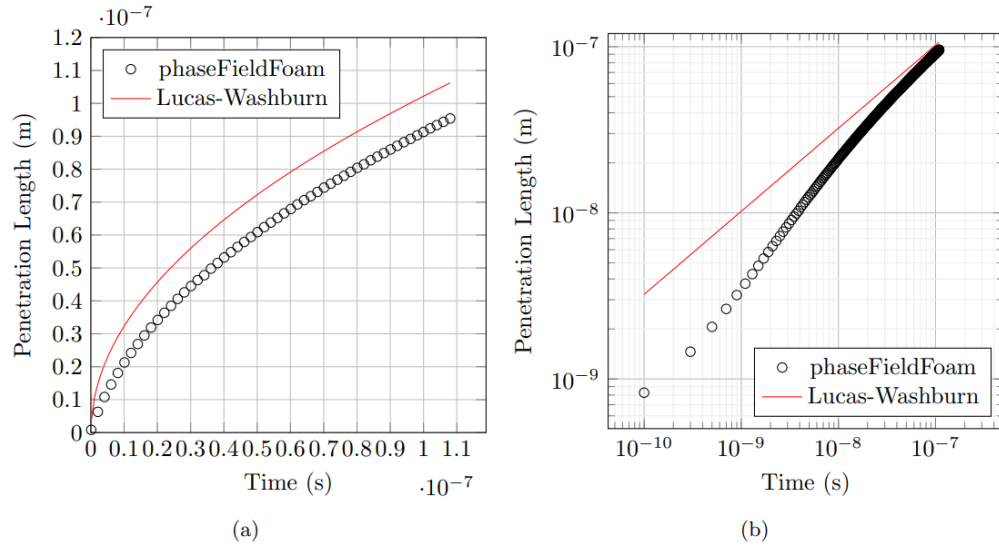 ·10⁻⁷
1.2
1.1
1
0.9
0.8
0.7
0.6
0.5
0.4
0.3
0.2
0.1
0
Penetration Length (m)
phaseFieldFoam
Lucas-Washburn
0 0.1 0.2 0.3 0.4 0.5 0.6 0.7 0.8 0.9 1 1.1
Time (s)
·10⁻⁷
(a)
10⁻⁷
10⁻⁸
10⁻⁹
Penetration Length (m)
phaseFieldFoam
Lucas-Washburn
10⁻¹⁰ 10⁻⁹ 10⁻⁸ 10⁻⁷
Time (s)
(b)